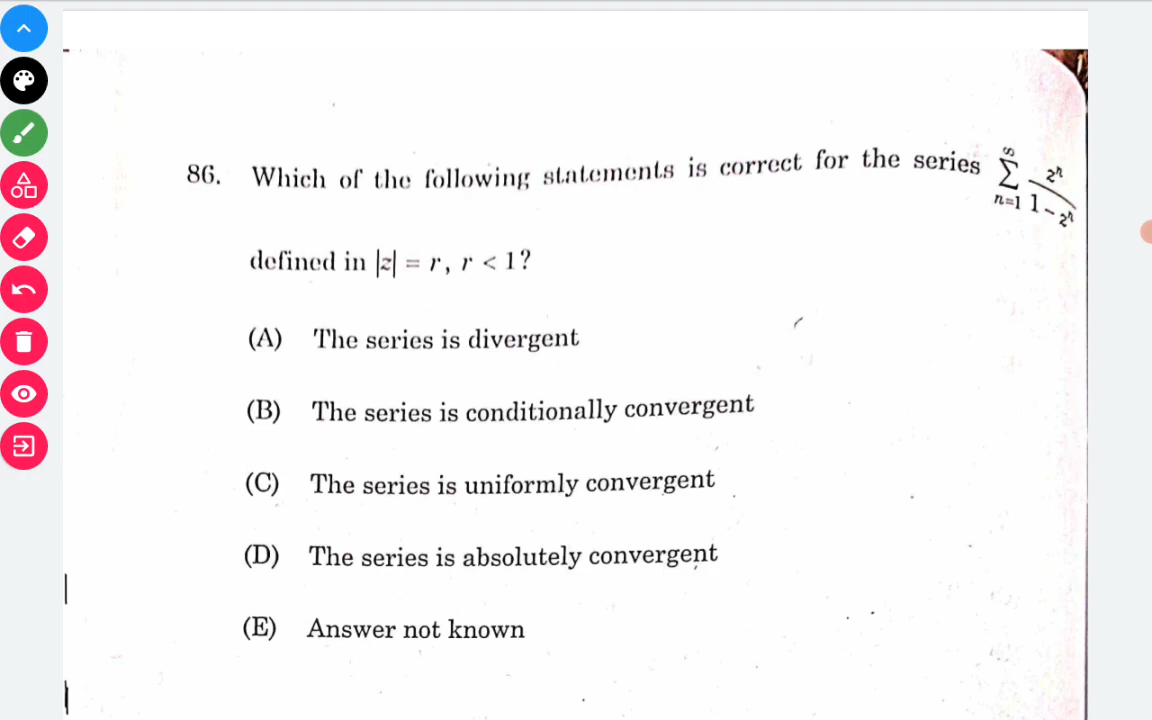 86. Which of the following statements is correct for the series ∞∑n=1 zⁿ/1 − zⁿ
defined in |z| = r, r < 1?
(A) The series is divergent
(B) The series is conditionally convergent
(C) The series is uniformly convergent
(D) The series is absolutely convergent
(E) Answer not known